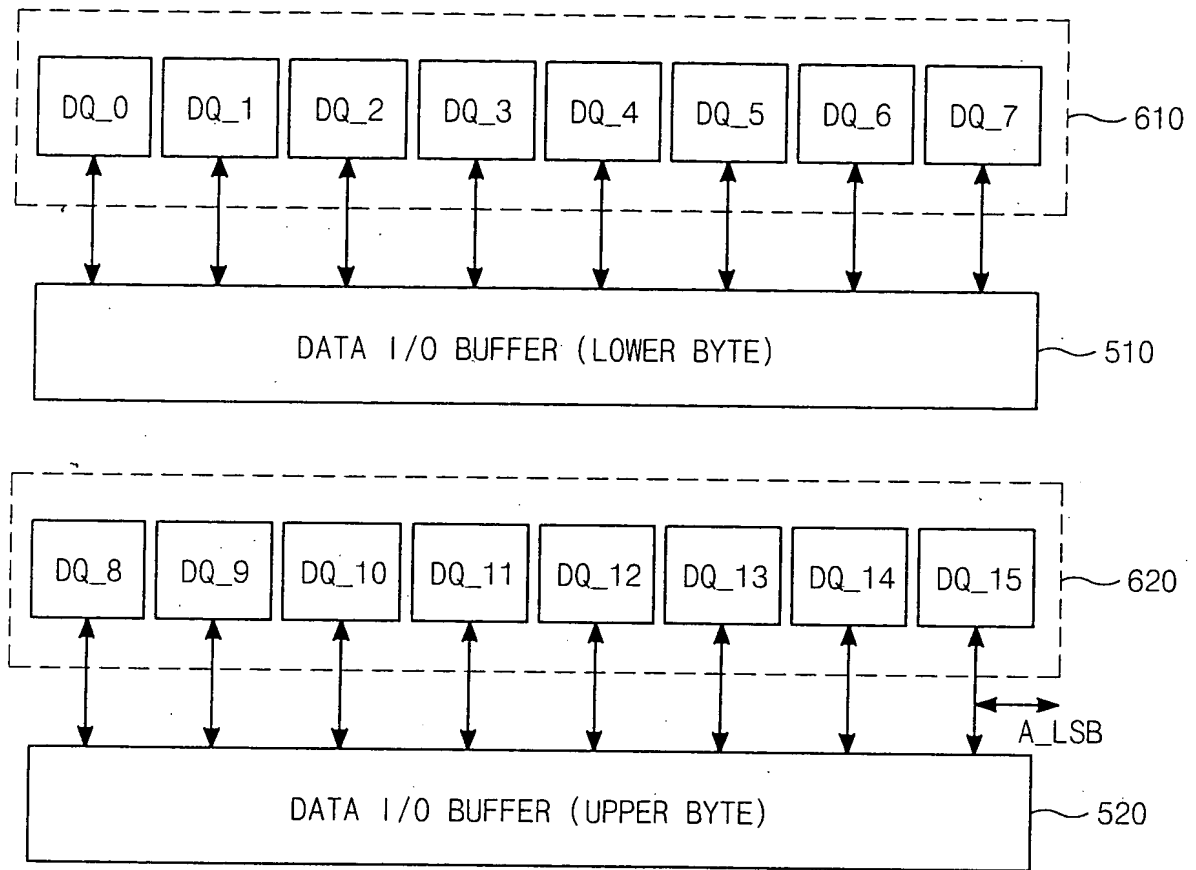 DQ_0 DQ_1 DQ_2 DQ_3 DQ_4 DQ_5 DQ_6 DQ_7
610
DATA I/O BUFFER (LOWER BYTE)
510
DQ_8 DQ_9 DQ_10 DQ_11 DQ_12 DQ_13 DQ_14 DQ_15
620
A_LSB
DATA I/O BUFFER (UPPER BYTE)
520